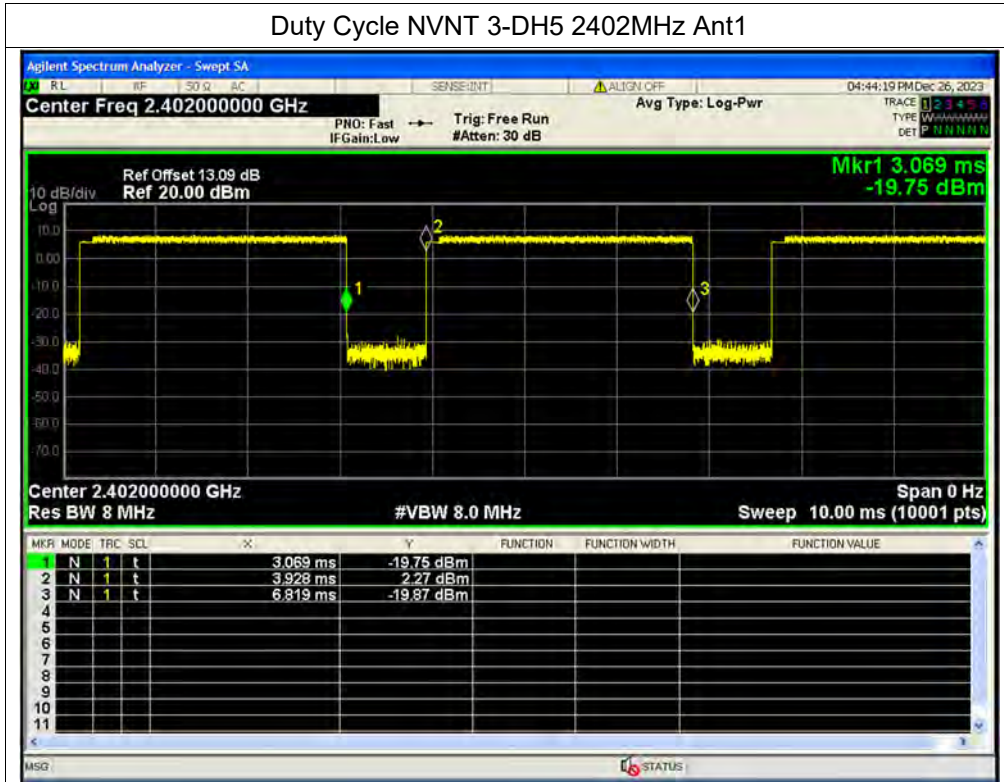 Duty Cycle NVNT 3-DH5 2402MHz Ant1
Agilent Spectrum Analyzer - Swept SA
LXI RL RF 50 Ω AC SENSE:INT ALIGN OFF 04:44:19 PM Dec 26, 2023
Center Freq 2.402000000 GHz Avg Type: Log-Pwr TRACE 1 2 3 4 5 6
PNO: Fast Trig: Free Run TYPE W
IFGain:Low #Atten: 30 dB DET P N N N N N
Mkr1 3.069 ms
Ref Offset 13.09 dB
10 dB/div Ref 20.00 dBm -19.75 dBm
Log
10.0
0.00
-10.0
-20.0
-30.0
-40.0
-50.0
-60.0
-70.0
1
2
3
Center 2.402000000 GHz Span 0 Hz
Res BW 8 MHz #VBW 8.0 MHz Sweep 10.00 ms (10001 pts)
MKR MODE TRC SCL X Y FUNCTION FUNCTION WIDTH FUNCTION VALUE
1 N 1 t 3.069 ms -19.75 dBm
2 N 1 t 3.928 ms 2.27 dBm
3 N 1 t 6.819 ms -19.87 dBm
4
5
6
7
8
9
10
11
MSG STATUS